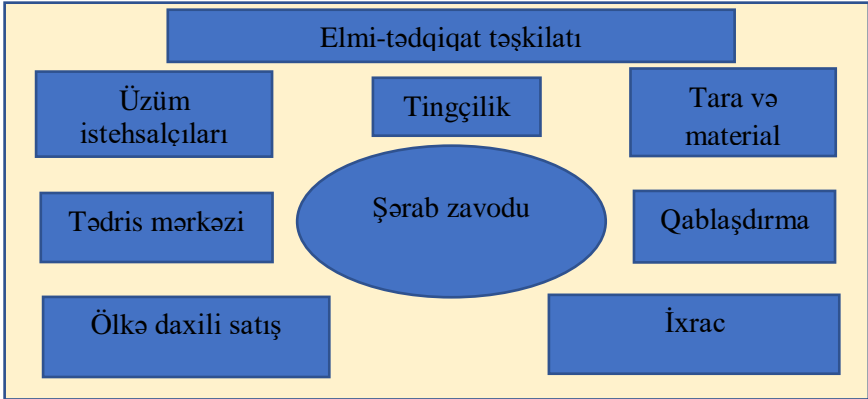 Elmi-tədqiqat təşkilatı
Üzüm
istehsalçıları
Tingçilik
Tara və
material
Tədris mərkəzi
Şərab zavodu
Qablaşdırma
Ölkə daxili satış
İxrac